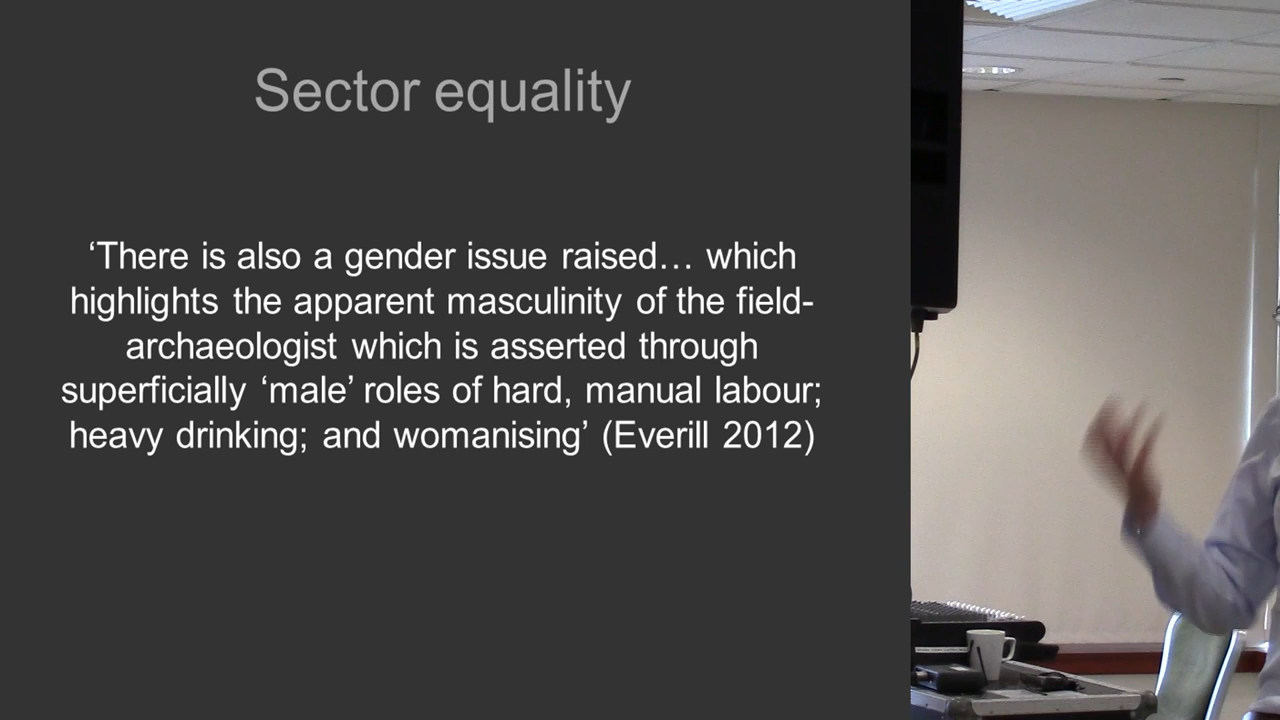 Sector equality
‘There is also a gender issue raised… which
highlights the apparent masculinity of the field-
archaeologist which is asserted through
superficially ‘male’ roles of hard, manual labour;
heavy drinking; and womanising’ (Everill 2012)